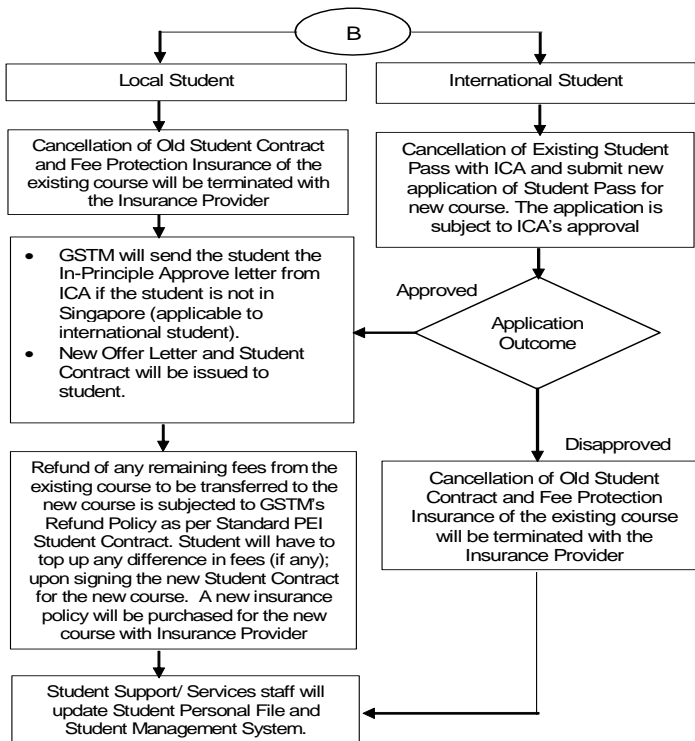 B
Local Student
International Student
Cancellation of Old Student Contract
and Fee Protection Insurance of the
existing course will be terminated with
the Insurance Provider
Cancellation of Existing Student
Pass with ICA and submit new
application of Student Pass for
new course. The application is
subject to ICA's approval
• GSTM will send the student the
In-Principle Approve letter from
ICA if the student is not in
Singapore (applicable to
international student).
• New Offer Letter and Student
Contract will be issued to
student.
Approved
Application
Outcome
Disapproved
Refund of any remaining fees from the
existing course to be transferred to the
new course is subjected to GSTM's
Refund Policy as per Standard PEI
Student Contract. Student will have to
top up any difference in fees (if any);
upon signing the new Student Contract
for the new course. A new insurance
policy will be purchased for the new
course with Insurance Provider
Cancellation of Old Student
Contract and Fee Protection
Insurance of the existing course
will be terminated with the
Insurance Provider
Student Support/ Services staff will
update Student Personal File and
Student Management System.